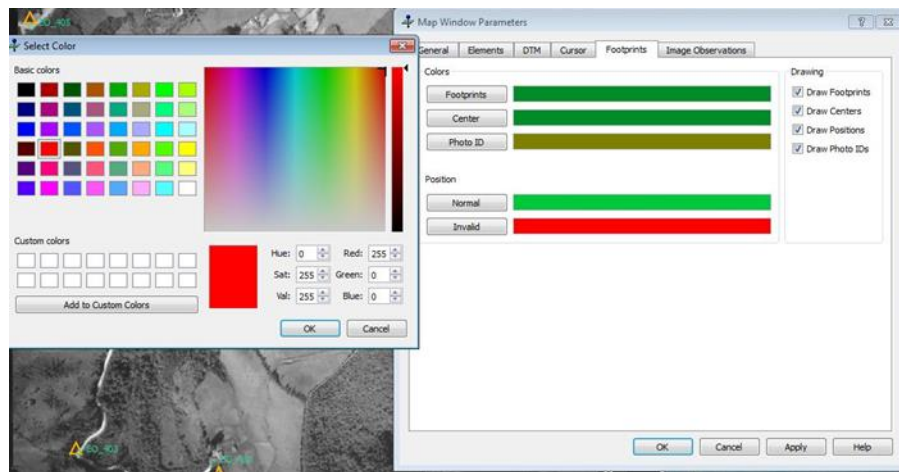 EO_405
Select Color
Basic colors
Custom colors
Hue: 0
Red: 255
Sat: 255
Green: 0
Val: 255
Blue: 0
Add to Custom Colors
OK
Cancel
Map Window Parameters
General
Elements
DTM
Cursor
Footprints
Image Observations
Colors
Footprints
Center
Photo ID
Position
Normal
Invalid
Drawing
Draw Footprints
Draw Centers
Draw Positions
Draw Photo IDs
OK
Cancel
Apply
Help
EO_403